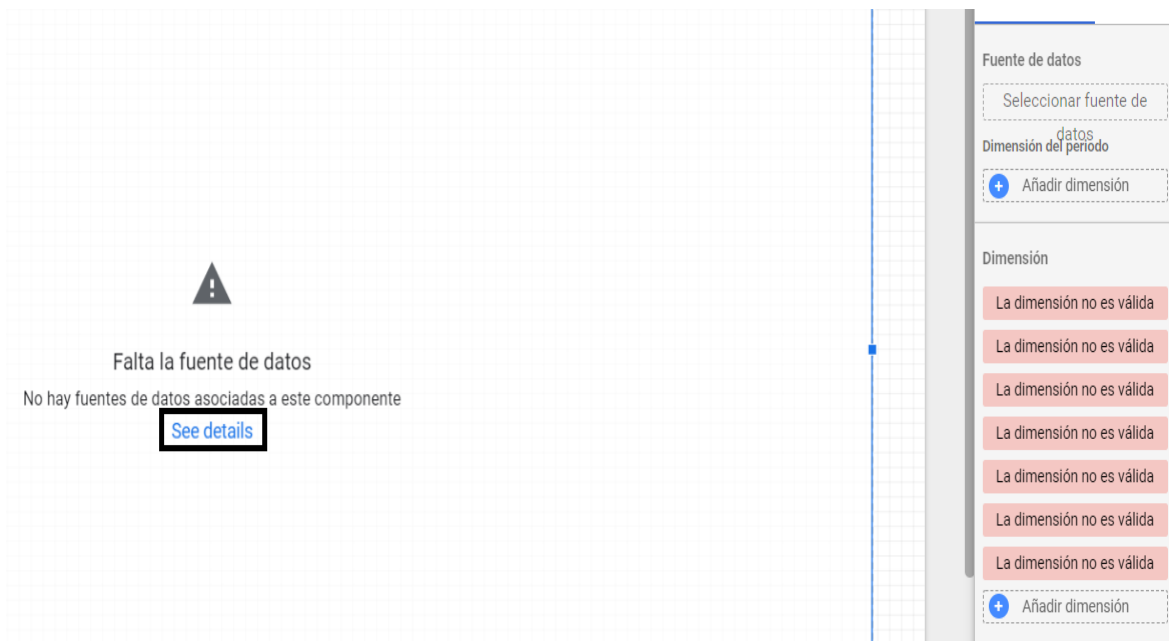 Fuente de datos
Seleccionar fuente de
datos
Dimensión del periodo
Añadir dimensión
Dimensión
La dimensión no es válida
La dimensión no es válida
La dimensión no es válida
La dimensión no es válida
La dimensión no es válida
La dimensión no es válida
La dimensión no es válida
Añadir dimensión
Falta la fuente de datos
No hay fuentes de datos asociadas a este componente
See details